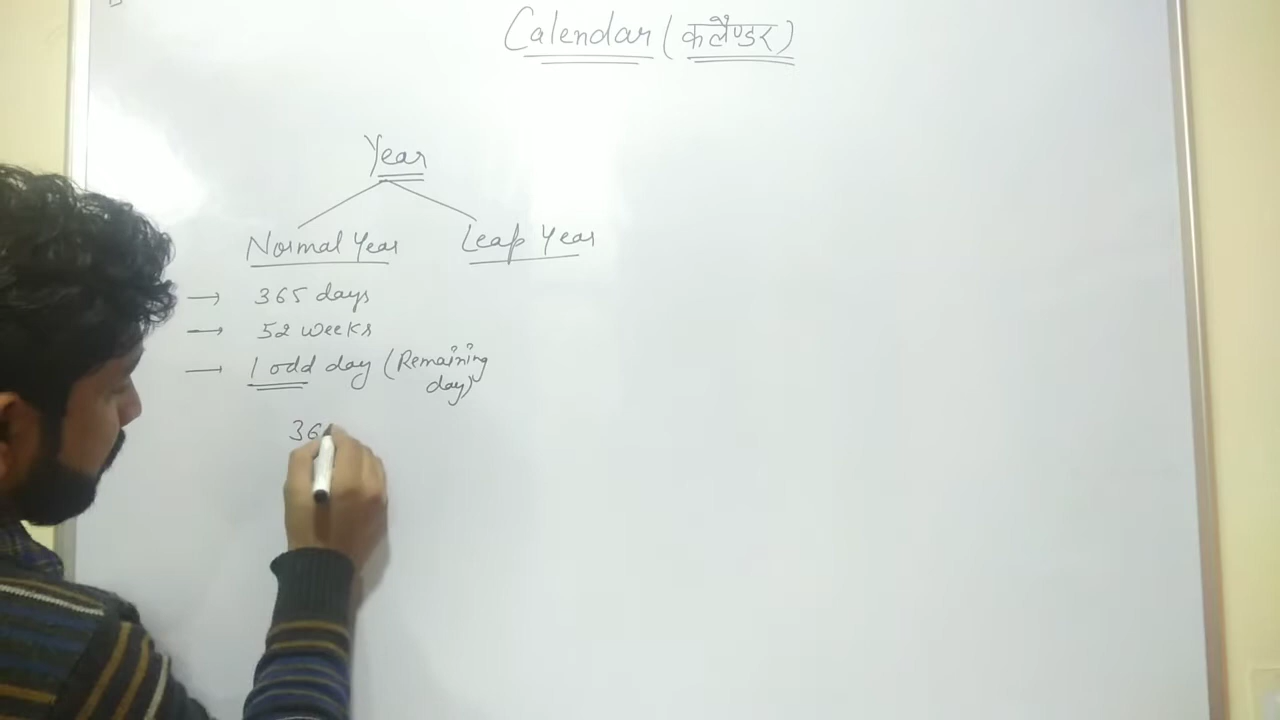 Calendar (कलैण्डर)
Year
Normal Year Leap Year
→ 365 days
→ 52 weeks
→ 1 odd day (Remaining
day)
36